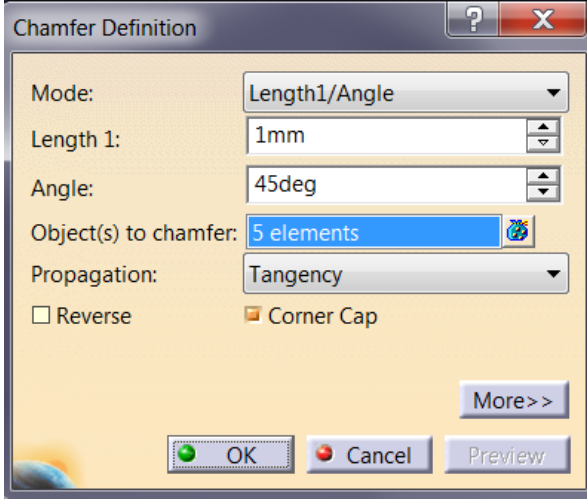 Chamfer Definition
?
X
Mode: Length1/Angle
Length 1: 1mm
Angle: 45deg
Object(s) to chamfer: 5 elements
Propagation: Tangency
Reverse Corner Cap
More>>
OK Cancel Preview